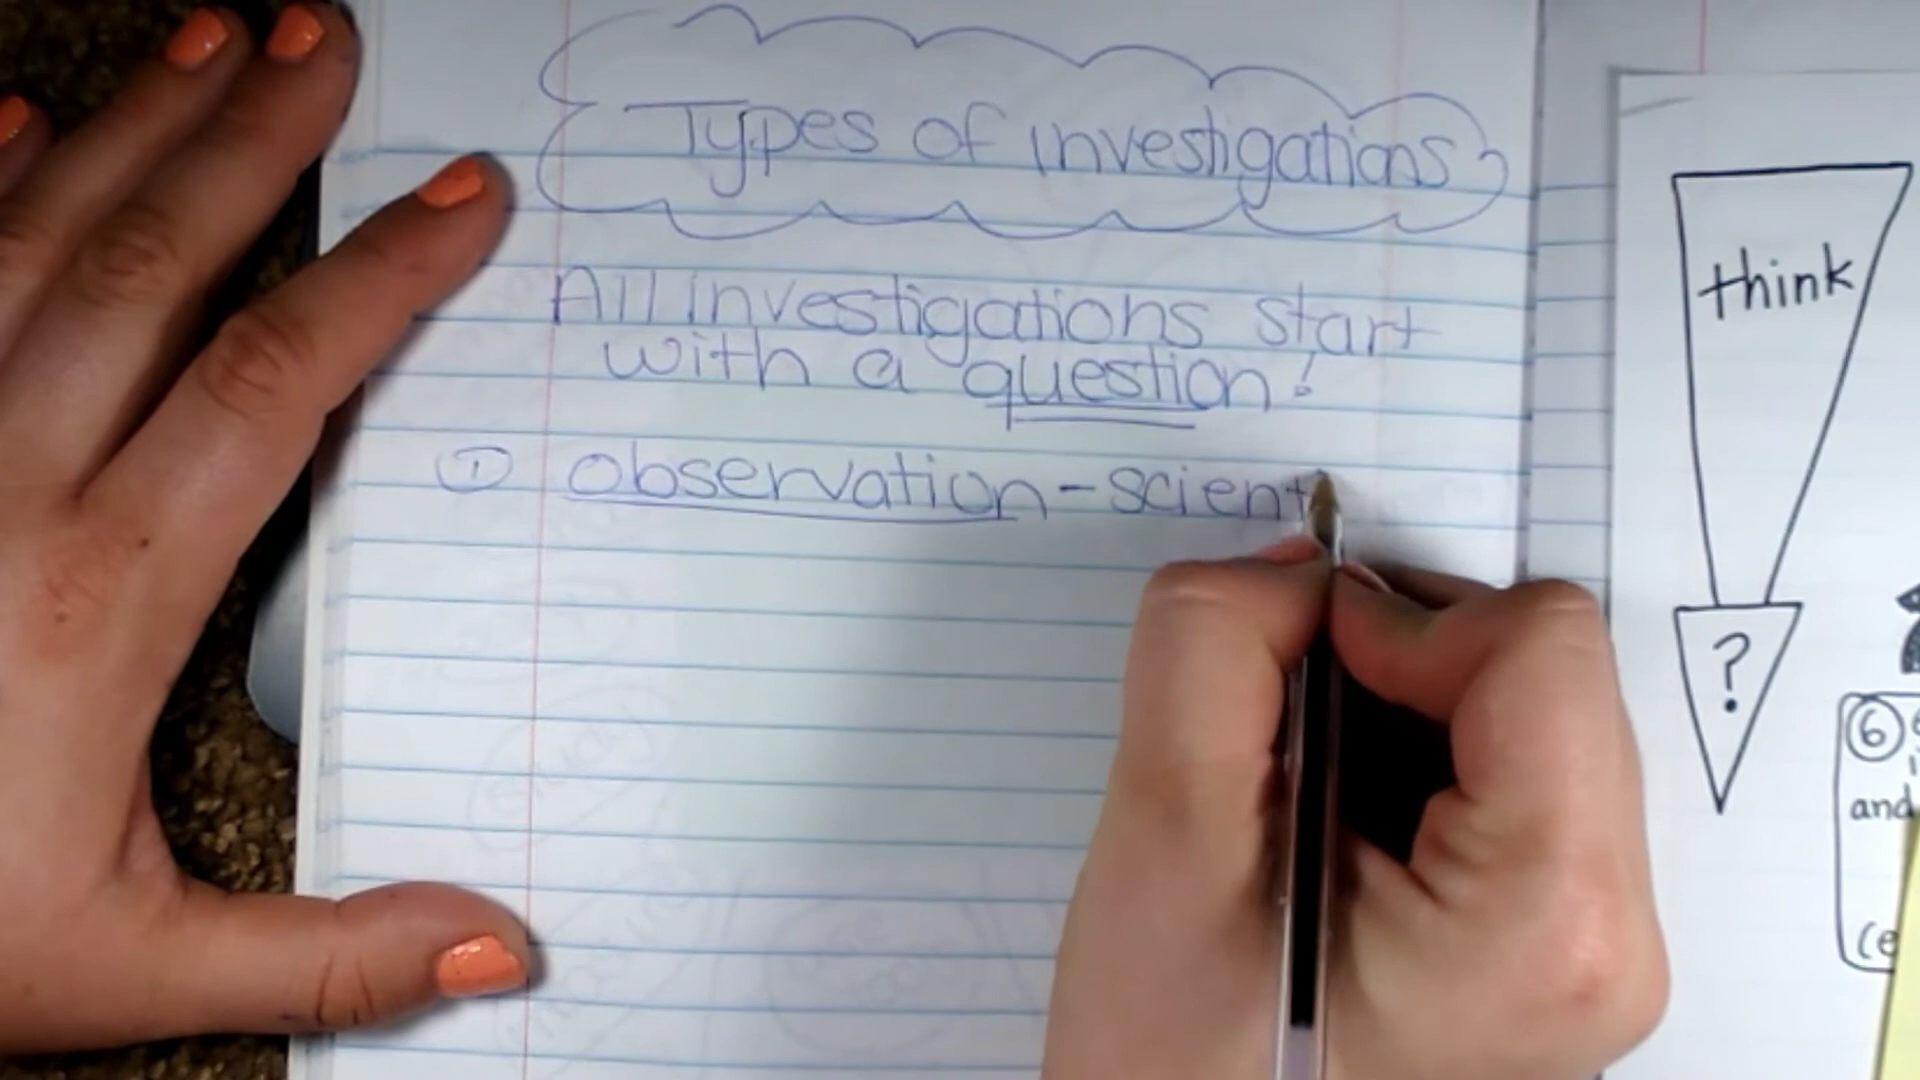 Types of investigations
All investigations start
with a question!
① Observation - scient
think
?
⑥
and